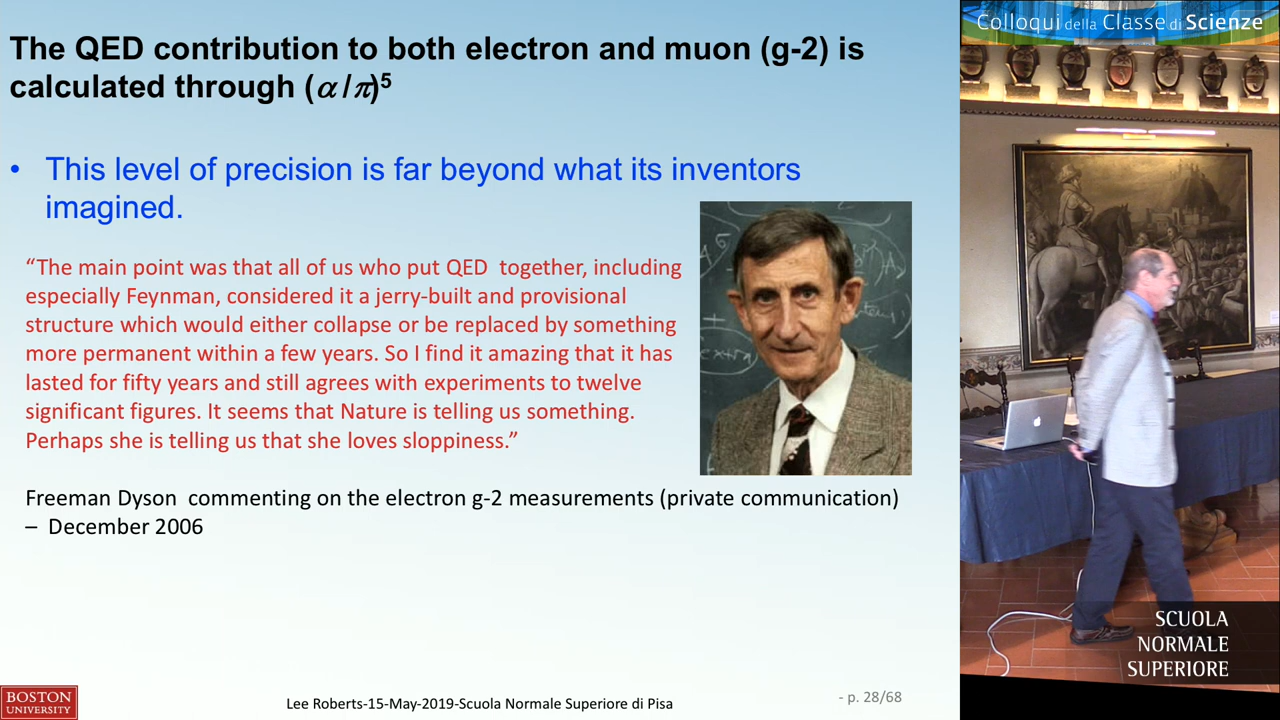 The QED contribution to both electron and muon (g-2) is
calculated through (α/π)⁵
• This level of precision is far beyond what its inventors
imagined.
“The main point was that all of us who put QED together, including
especially Feynman, considered it a jerry-built and provisional
structure which would either collapse or be replaced by something
more permanent within a few years. So I find it amazing that it has
lasted for fifty years and still agrees with experiments to twelve
significant figures. It seems that Nature is telling us something.
Perhaps she is telling us that she loves sloppiness.”
Freeman Dyson commenting on the electron g-2 measurements (private communication)
– December 2006
BOSTON
UNIVERSITY
Lee Roberts-15-May-2019-Scuola Normale Superiore di Pisa
- p. 28/68
Colloqui della Classe di Scienze
SCUOLA
NORMALE
SUPERIORE